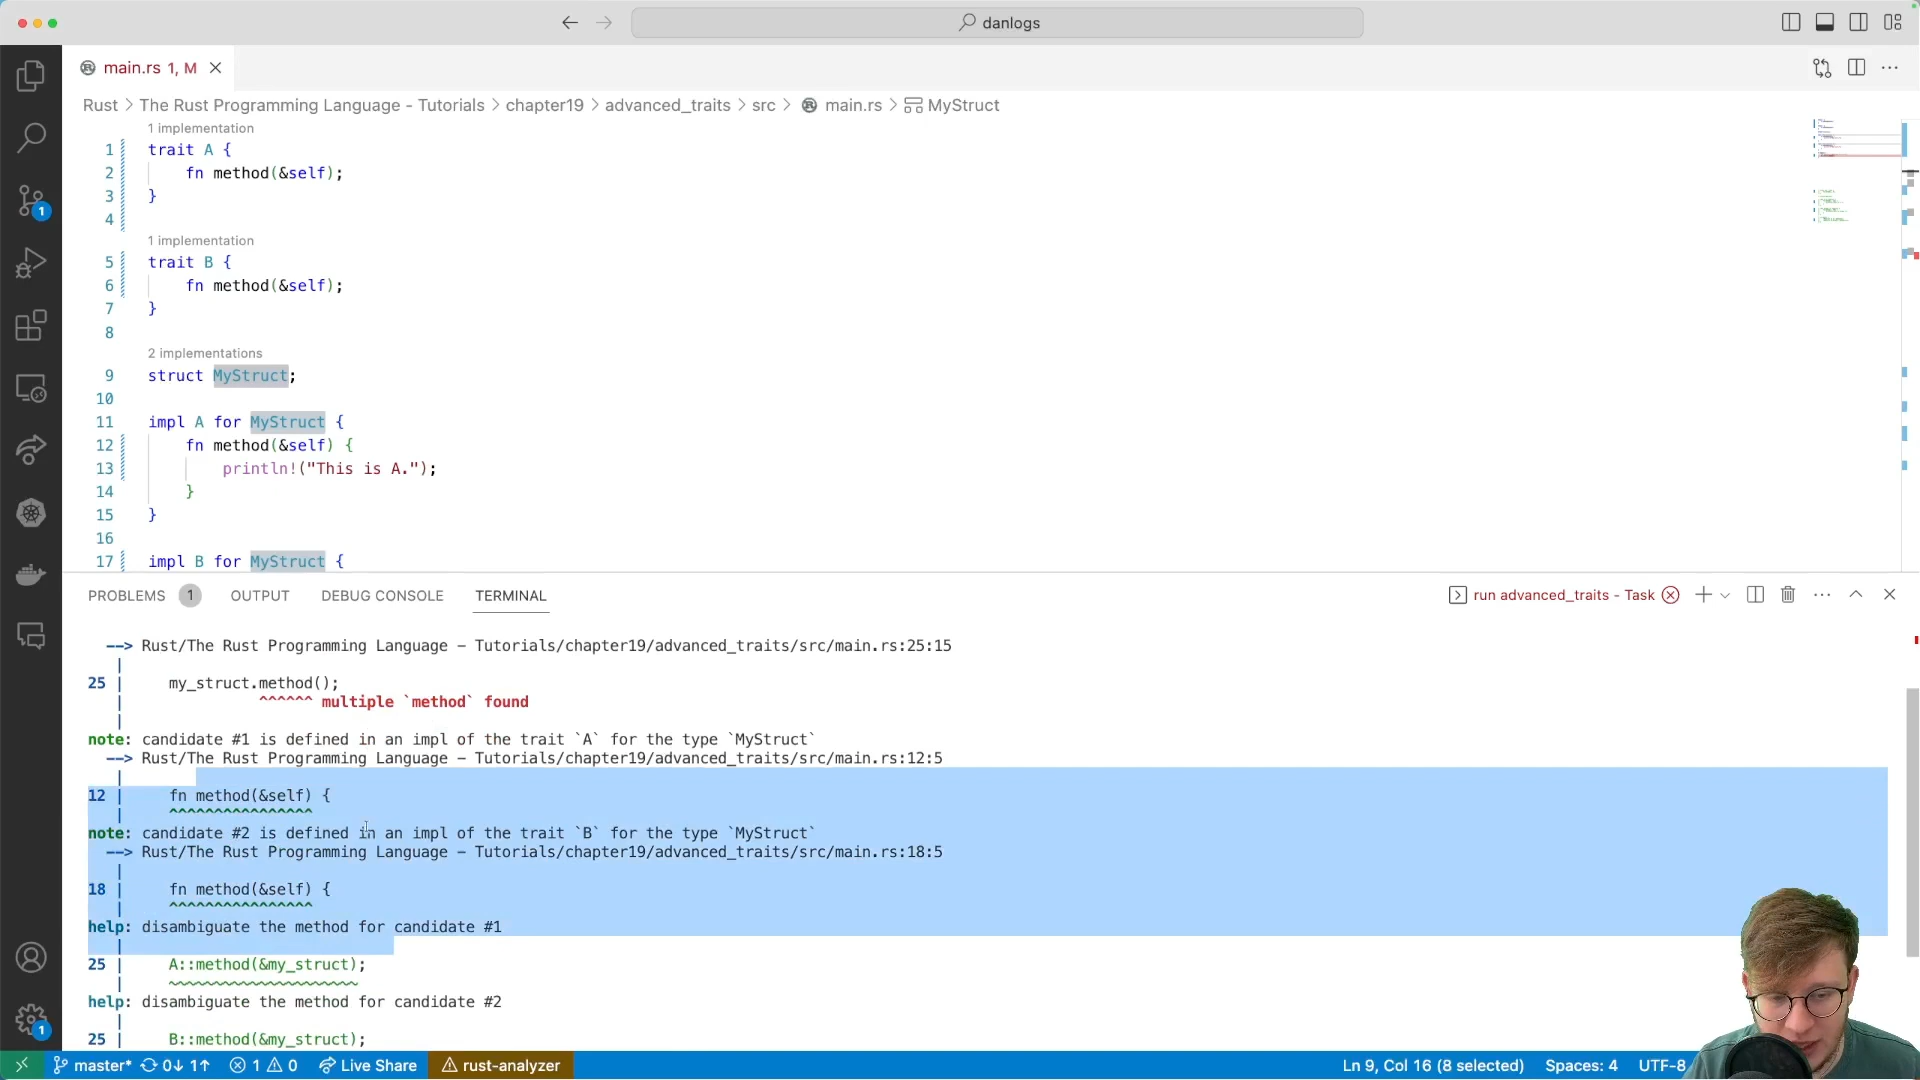 danlogs
main.rs 1, M
Rust > The Rust Programming Language - Tutorials > chapter19 > advanced_traits > src > main.rs > MyStruct
1 implementation
1 trait A {
2 fn method(&self);
3 }
4
1 implementation
5 trait B {
6 fn method(&self);
7 }
8
2 implementations
9 struct MyStruct;
10
11 impl A for MyStruct {
12 fn method(&self) {
13 println!("This is A.");
14 }
15 }
16
17 impl B for MyStruct {
PROBLEMS 1 OUTPUT DEBUG CONSOLE TERMINAL run advanced_traits - Task
--> Rust/The Rust Programming Language - Tutorials/chapter19/advanced_traits/src/main.rs:25:15
|
25 | my_struct.method();
| ^^^^^^ multiple `method` found
|
note: candidate #1 is defined in an impl of the trait `A` for the type `MyStruct`
--> Rust/The Rust Programming Language - Tutorials/chapter19/advanced_traits/src/main.rs:12:5
|
12 | fn method(&self) {
| ^^^^^^^^^^^^^^^^
note: candidate #2 is defined in an impl of the trait `B` for the type `MyStruct`
--> Rust/The Rust Programming Language - Tutorials/chapter19/advanced_traits/src/main.rs:18:5
|
18 | fn method(&self) {
| ^^^^^^^^^^^^^^^^
help: disambiguate the method for candidate #1
|
25 | A::method(&my_struct);
| ~~~~~~~~~~~~~~~~~~~~~
help: disambiguate the method for candidate #2
|
25 | B::method(&my_struct);
master* 0↓ 1↑ 1 0 Live Share rust-analyzer Ln 9, Col 16 (8 selected) Spaces: 4 UTF-8
1
1